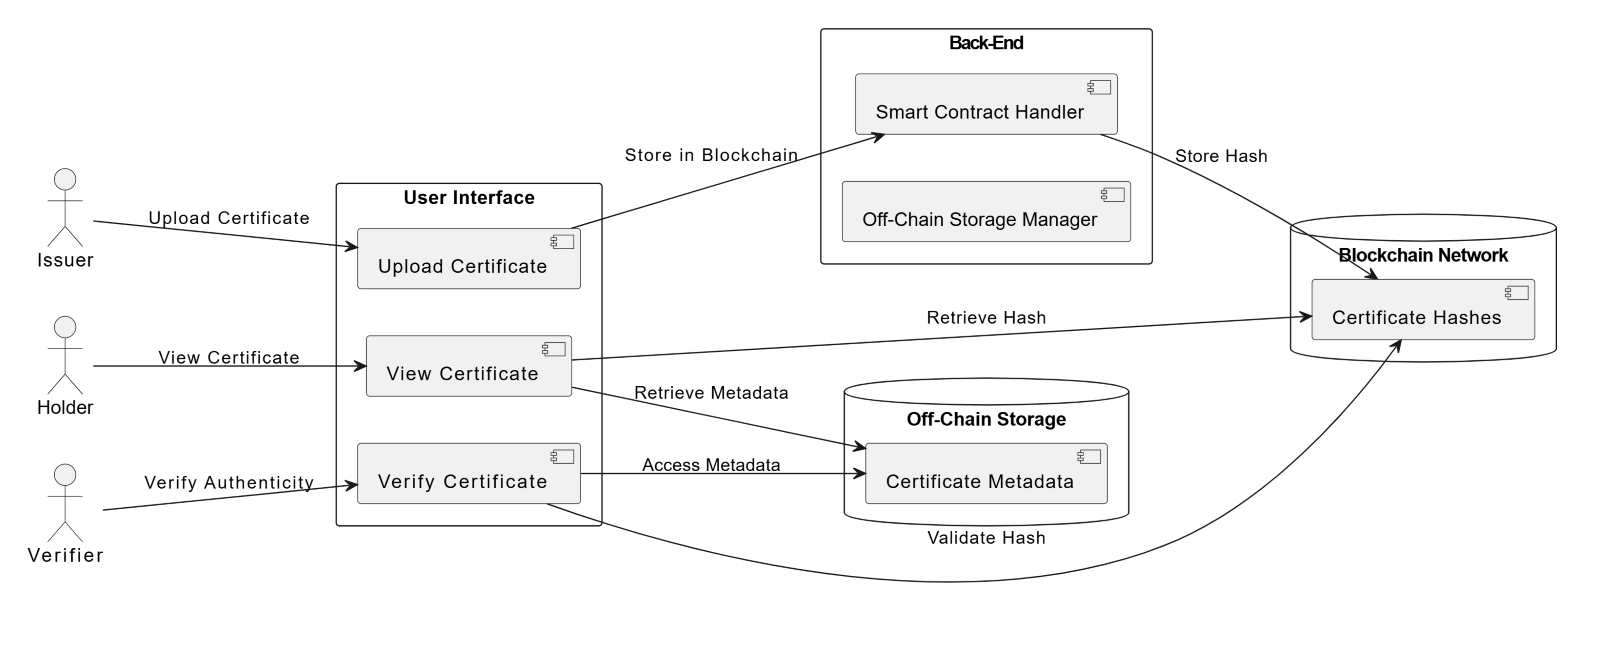 Back-End
Smart Contract Handler
Store in Blockchain
Store Hash
User Interface
Upload Certificate
Off-Chain Storage Manager
Issuer
Upload Certificate
Blockchain Network
Retrieve Hash
Certificate Hashes
View Certificate
View Certificate
Holder
Retrieve Metadata
Off-Chain Storage
Access Metadata
Verify Authenticity
Verify Certificate
Certificate Metadata
Validate Hash
Verifier